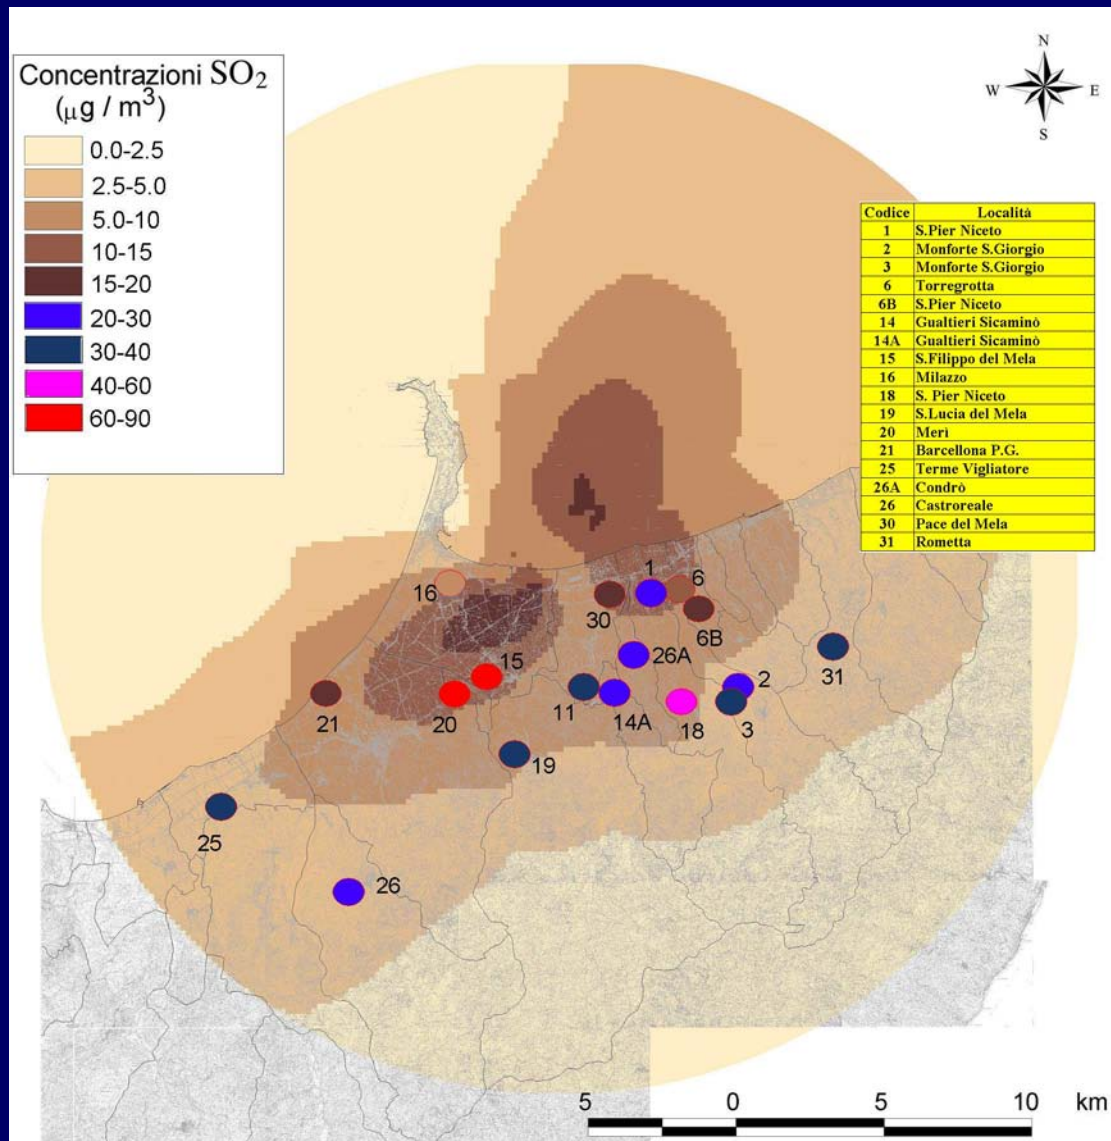 Concentrazioni SO₂
(µg / m³)
0.0-2.5
2.5-5.0
5.0-10
10-15
15-20
20-30
30-40
40-60
60-90
N
W E
S
Codice Località
1 S.Pier Niceto
2 Monforte S.Giorgio
3 Monforte S.Giorgio
6 Torregrotta
6B S.Pier Niceto
14 Gualtieri Sicaminò
14A Gualtieri Sicaminò
15 S.Filippo del Mela
16 Milazzo
18 S. Pier Niceto
19 S.Lucia del Mela
20 Merì
21 Barcellona P.G.
25 Terme Vigliatore
26A Condrò
26 Castroreale
30 Pace del Mela
31 Rometta
1
6
16
30
6B
15
26A
2
31
11
14A
18
3
20
21
19
25
26
5 0 5 10 km